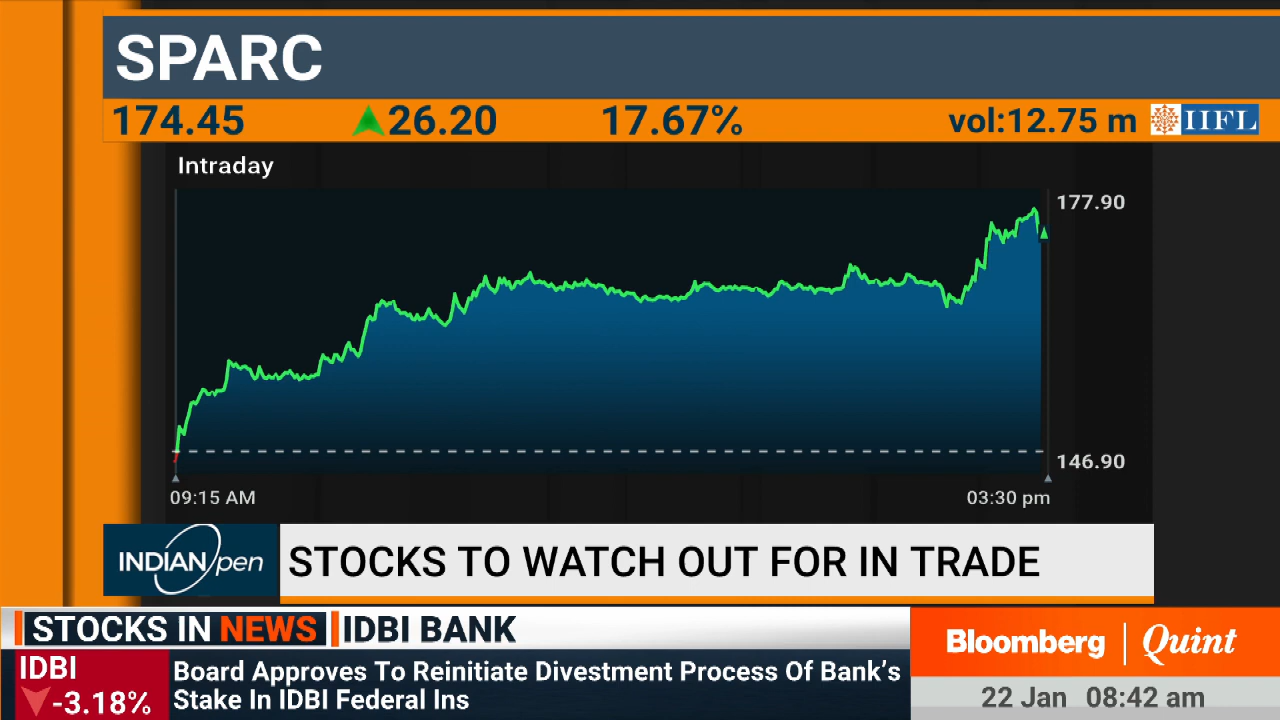 SPARC
174.45 26.20 17.67% vol:12.75 m IIFL
Intraday
177.90
146.90
09:15 AM 03:30 pm
INDIAN pen STOCKS TO WATCH OUT FOR IN TRADE
STOCKS IN NEWS IDBI BANK
IDBI
-3.18%
Board Approves To Reinitiate Divestment Process Of Bank's
Stake In IDBI Federal Ins
Bloomberg | Quint
22 Jan 08:42 am